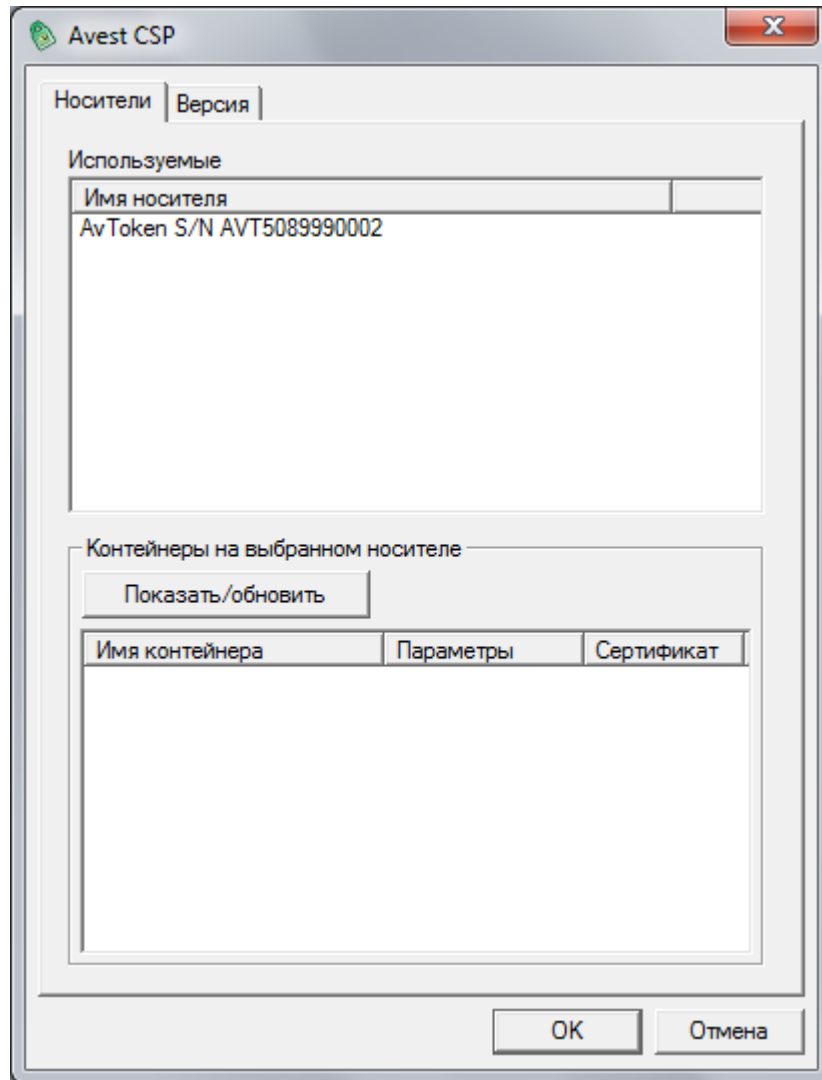 Avest CSP
Носители Версия
Используемые
Имя носителя
AvToken S/N AVT5089990002
Контейнеры на выбранном носителе
Показать/обновить
Имя контейнера Параметры Сертификат
OK Отмена